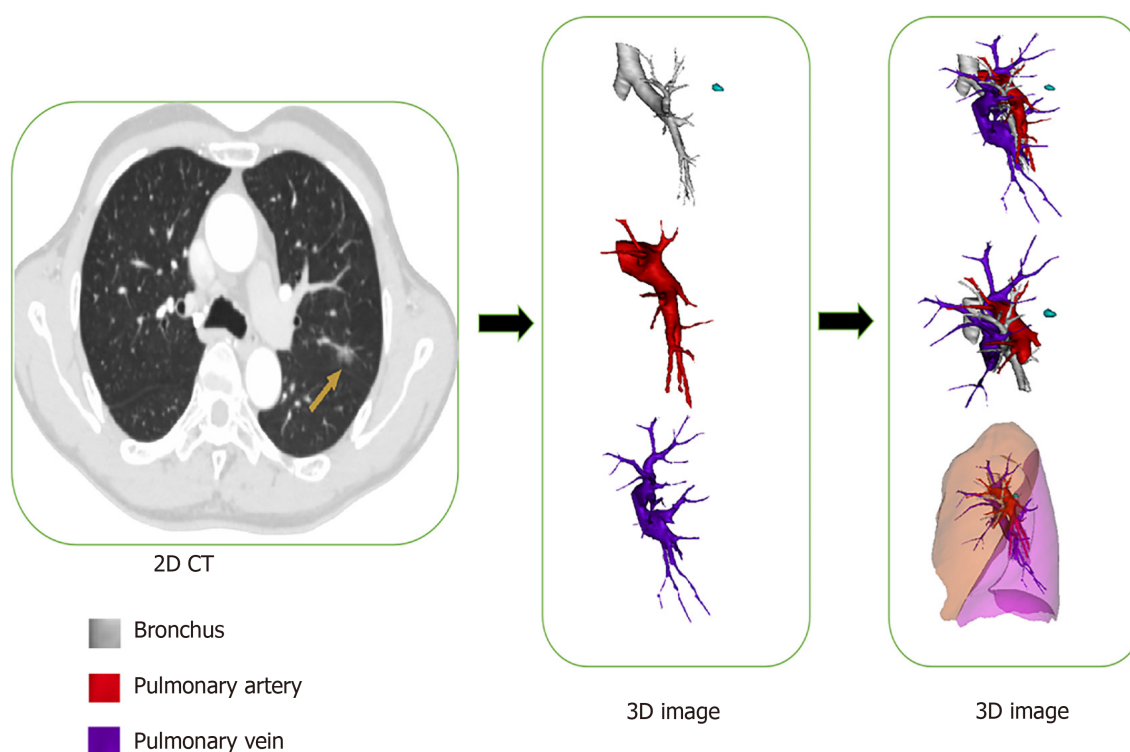 2D CT
Bronchus
Pulmonary artery
Pulmonary vein
3D image
3D image